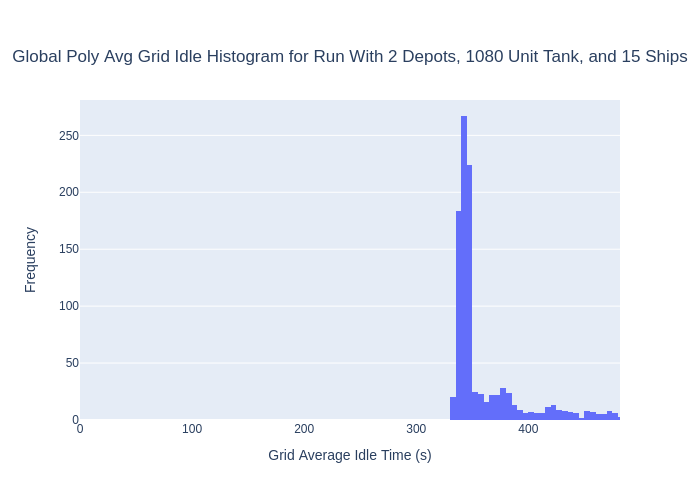 Global Poly Avg Grid Idle Histogram for Run With 2 Depots, 1080 Unit Tank, and 15 Ships
250
200
150
100
50
0
0 100 200 300 400
Frequency
Grid Average Idle Time (s)